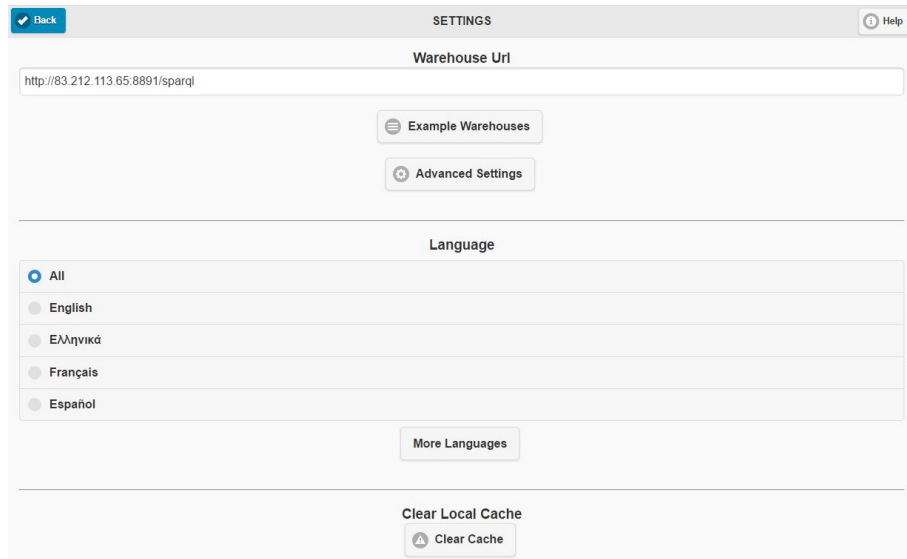 Back SETTINGS Help
Warehouse Url
http://83.212.113.65:8891/sparql
Example Warehouses
Advanced Settings
Language
All
English
Ελληνικά
Français
Español
More Languages
Clear Local Cache
Clear Cache